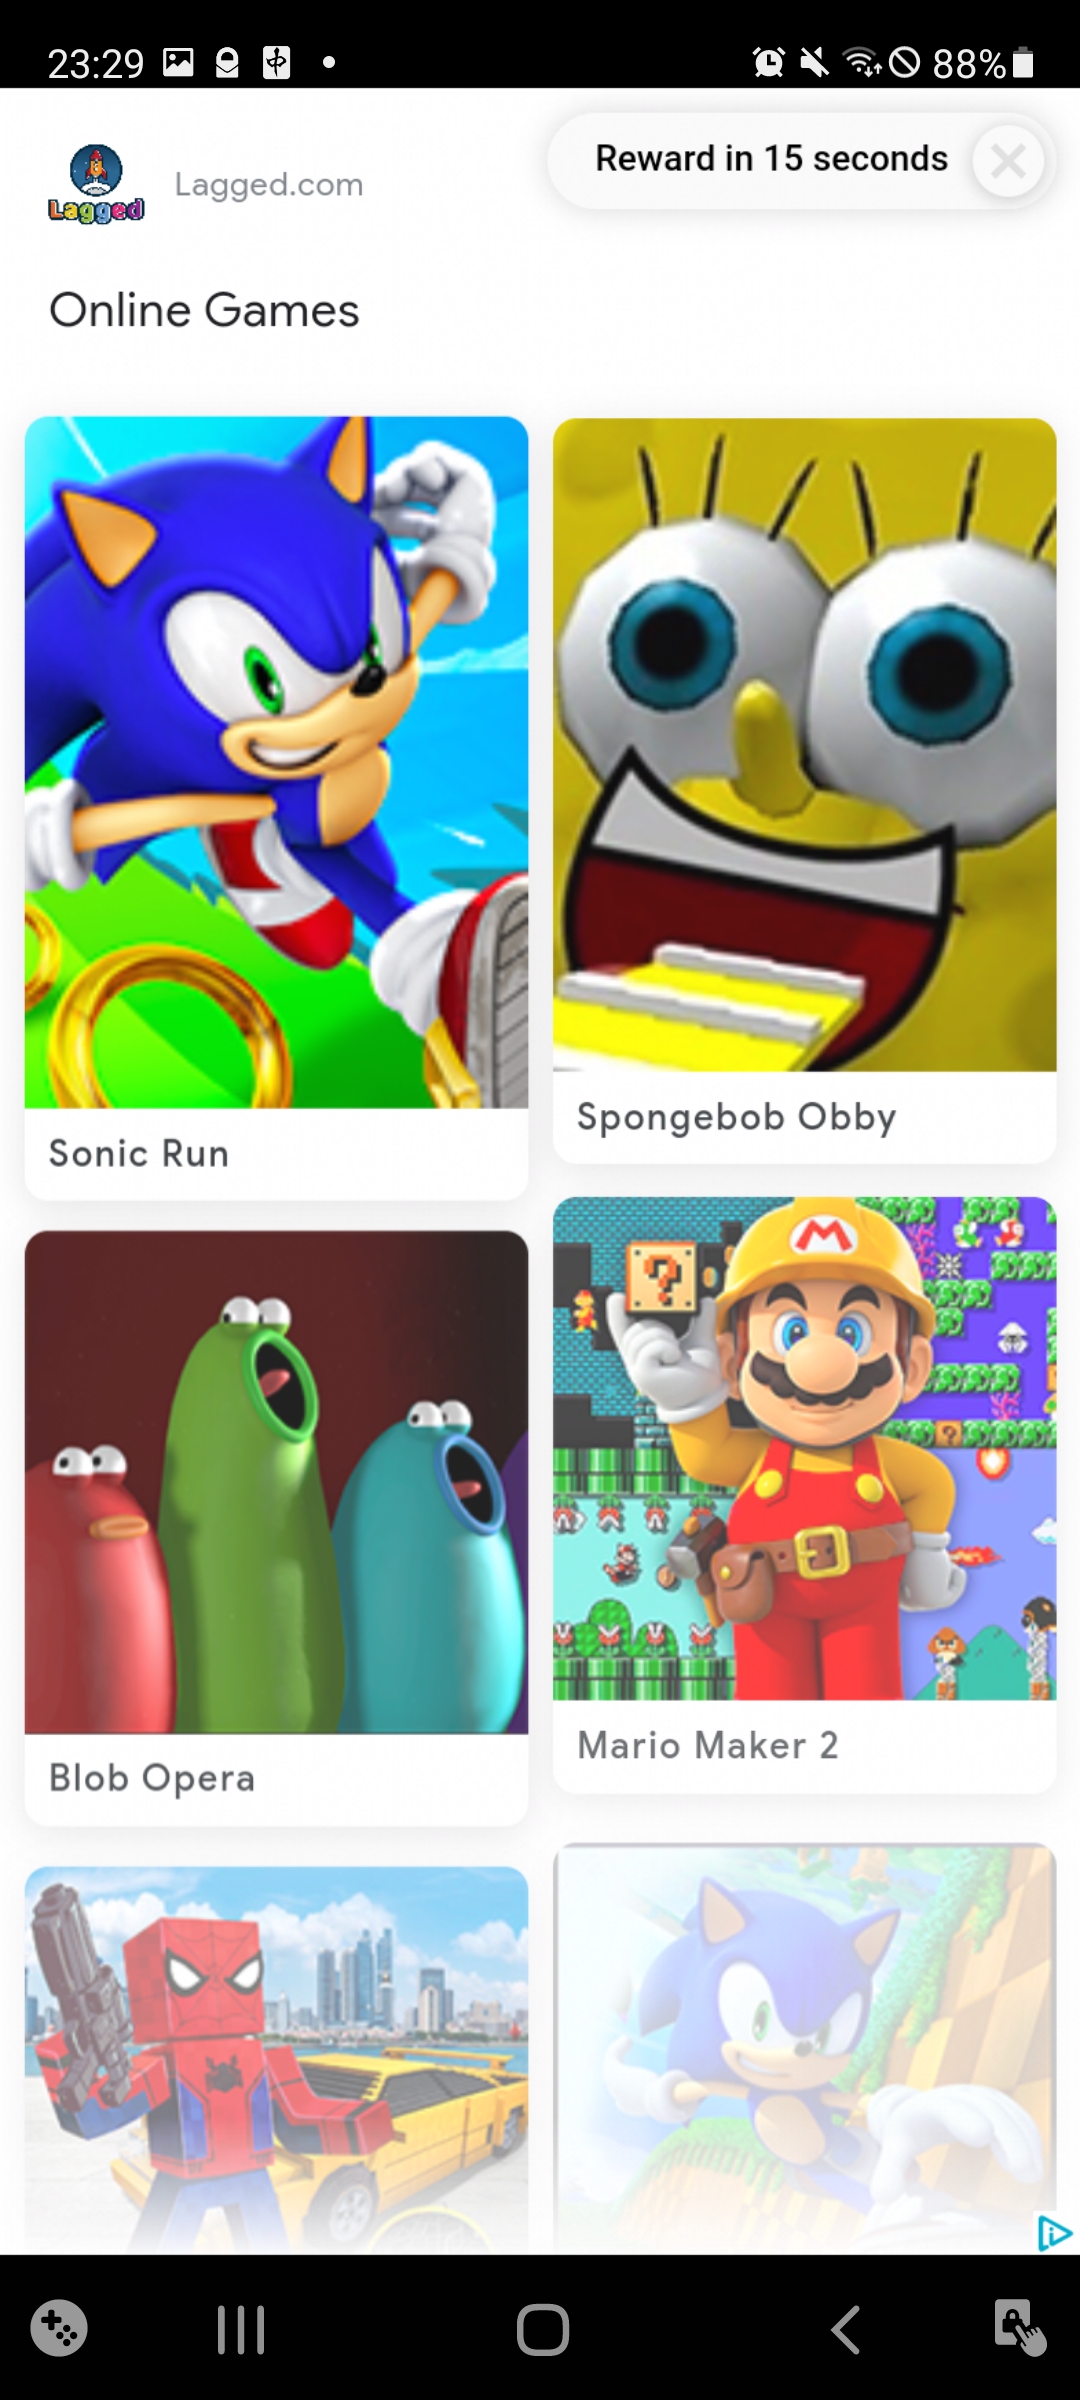 23:29
88%
Lagged
Lagged.com
Reward in 15 seconds
Online Games
Sonic Run
Spongebob Obby
M
?
Blob Opera
Mario Maker 2